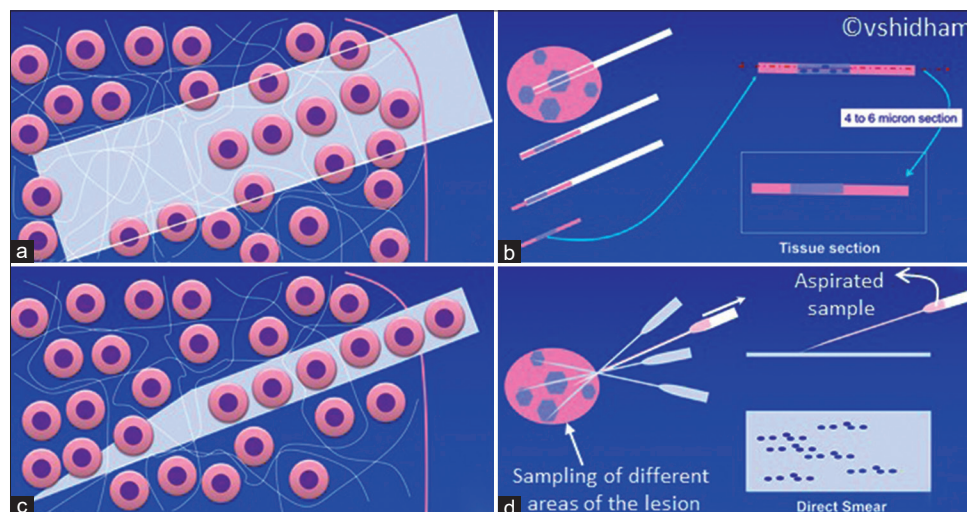 a
b
©vshidham
4 to 6 micron section
Tissue section
c
d
Aspirated
sample
Sampling of different
areas of the lesion
Direct Smear